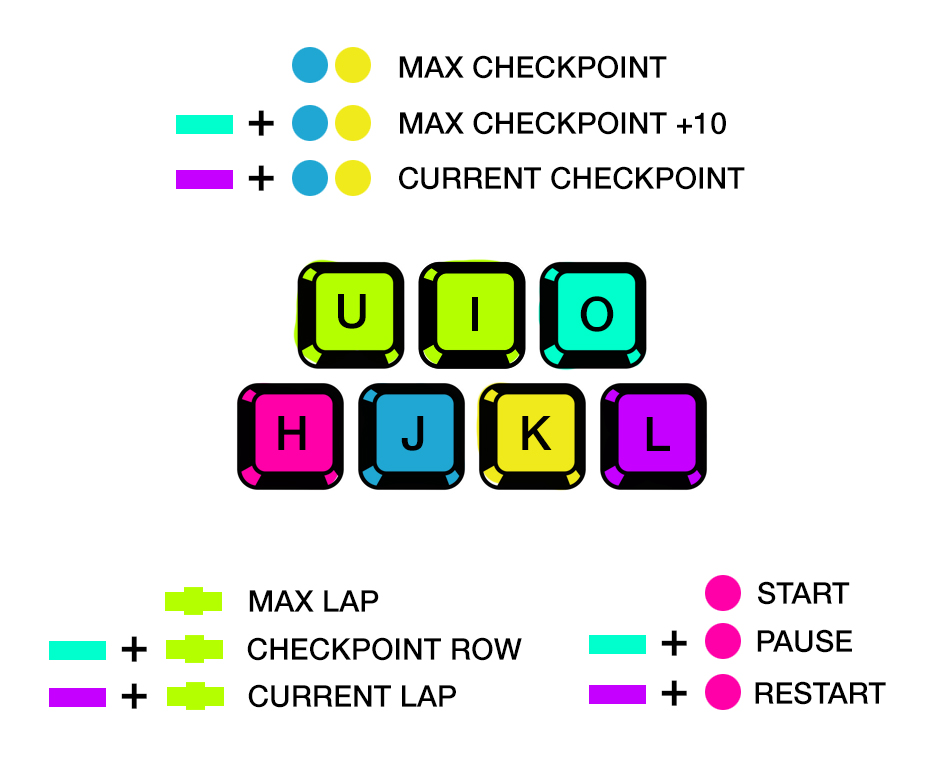 MAX CHECKPOINT
+ MAX CHECKPOINT +10
+ CURRENT CHECKPOINT
U I O
H J K L
MAX LAP
+ CHECKPOINT ROW
+ CURRENT LAP
START
+ PAUSE
+ RESTART